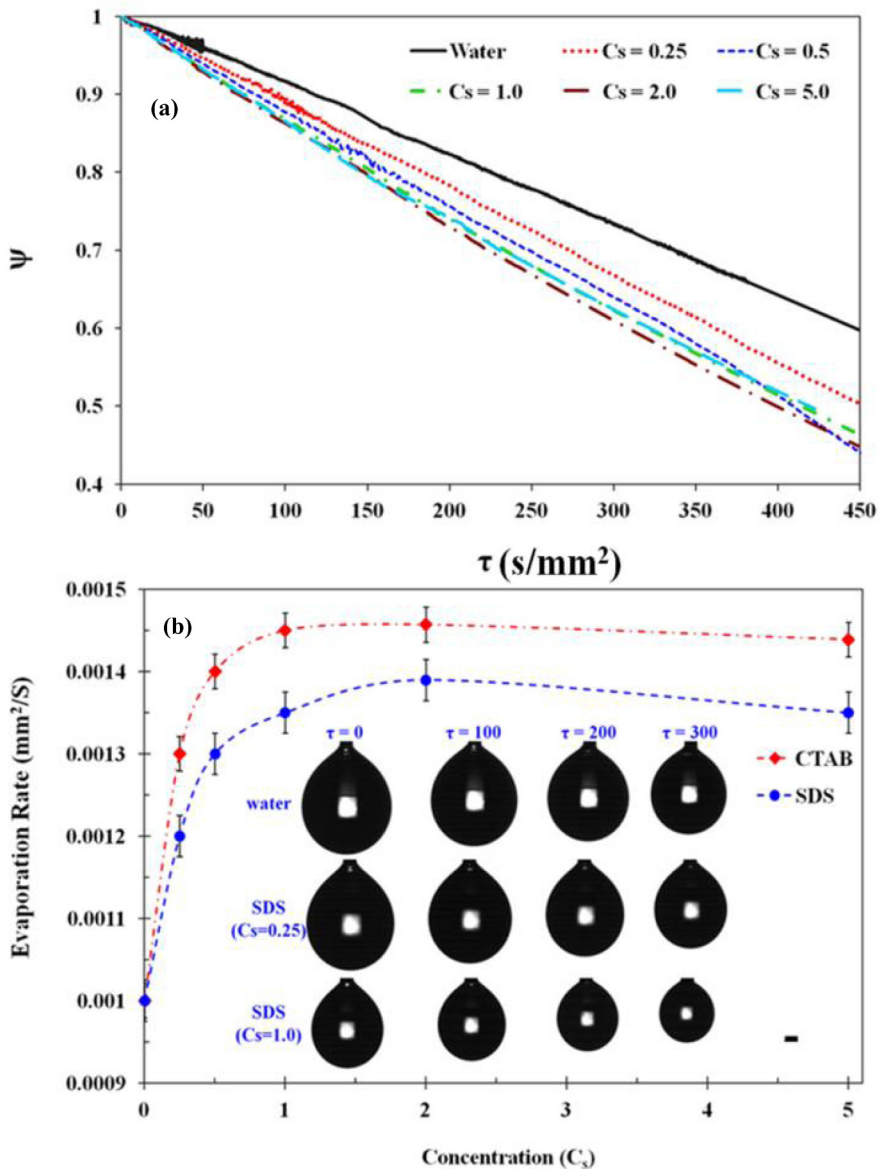 1
0.9
0.8
0.7
0.6
0.5
0.4
(a)
Water Cs = 0.25 Cs = 0.5
Cs = 1.0 Cs = 2.0 Cs = 5.0
Ψ
0 50 100 150 200 250 300 350 400 450
τ (s/mm²)
0.0015
0.0014
0.0013
0.0012
0.0011
0.001
0.0009
Evaporation Rate (mm²/S)
(b)
τ = 0 τ = 100 τ = 200 τ = 300
CTAB
SDS
water
SDS
(Cs=0.25)
SDS
(Cs=1.0)
0 1 2 3 4 5
Concentration (Cₛ)